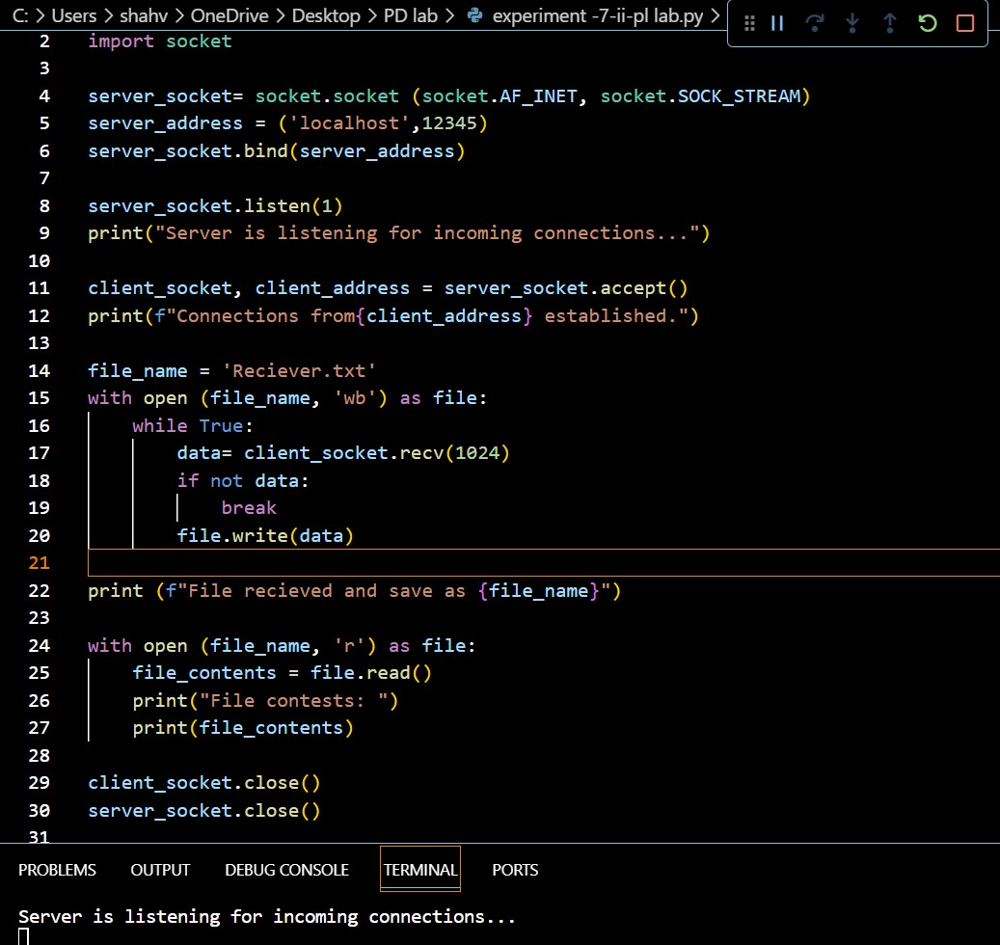 C: > Users > shahv > OneDrive > Desktop > PD lab > experiment -7-ii-pl lab.py >
2 import socket
3
4 server_socket= socket.socket (socket.AF_INET, socket.SOCK_STREAM)
5 server_address = ('localhost',12345)
6 server_socket.bind(server_address)
7
8 server_socket.listen(1)
9 print("Server is listening for incoming connections...")
10
11 client_socket, client_address = server_socket.accept()
12 print(f"Connections from{client_address} established.")
13
14 file_name = 'Reciever.txt'
15 with open (file_name, 'wb') as file:
16     while True:
17         data= client_socket.recv(1024)
18         if not data:
19             break
20         file.write(data)
21
22 print (f"File recieved and save as {file_name}")
23
24 with open (file_name, 'r') as file:
25     file_contents = file.read()
26     print("File contests: ")
27     print(file_contents)
28
29 client_socket.close()
30 server_socket.close()
31
PROBLEMS OUTPUT DEBUG CONSOLE TERMINAL PORTS
Server is listening for incoming connections...